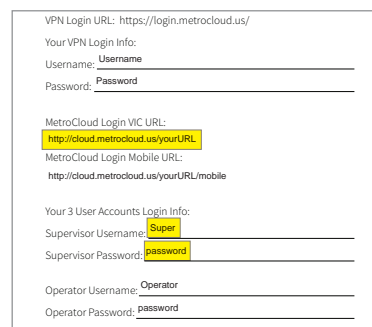 VPN Login URL: https://login.metrocloud.us/
Your VPN Login Info:
Username: Username
Password: Password
MetroCloud Login VIC URL:
http://cloud.metrocloud.us/yourURL
MetroCloud Login Mobile URL:
http://cloud.metrocloud.us/yourURL/mobile
Your 3 User Accounts Login Info:
Supervisor Username: Super
Supervisor Password: password
Operator Username: Operator
Operator Password: password